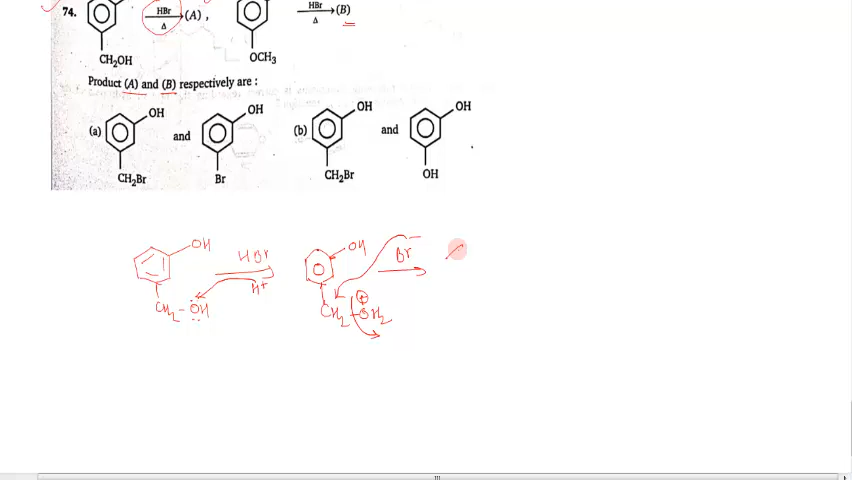 74. HBr Δ (A) , HBr Δ (B)
CH₂OH OCH₃
Product (A) and (B) respectively are :
OH OH OH OH
(a) and (b) and
CH₂Br Br CH₂Br OH
OH HBr OH Br
H⁺ ⊕
CH₂-OH CH₂-OH₂